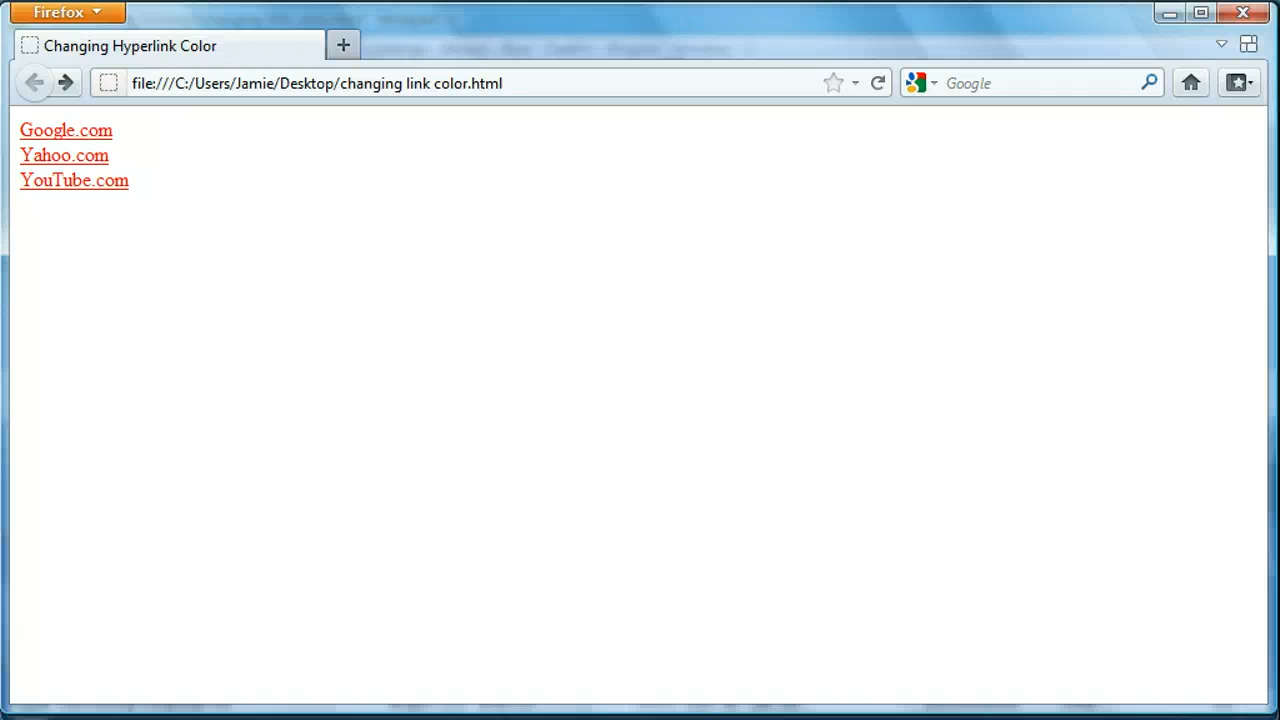 Firefox
Changing Hyperlink Color
file:///C:/Users/Jamie/Desktop/changing link color.html
Google
Google.com
Yahoo.com
YouTube.com